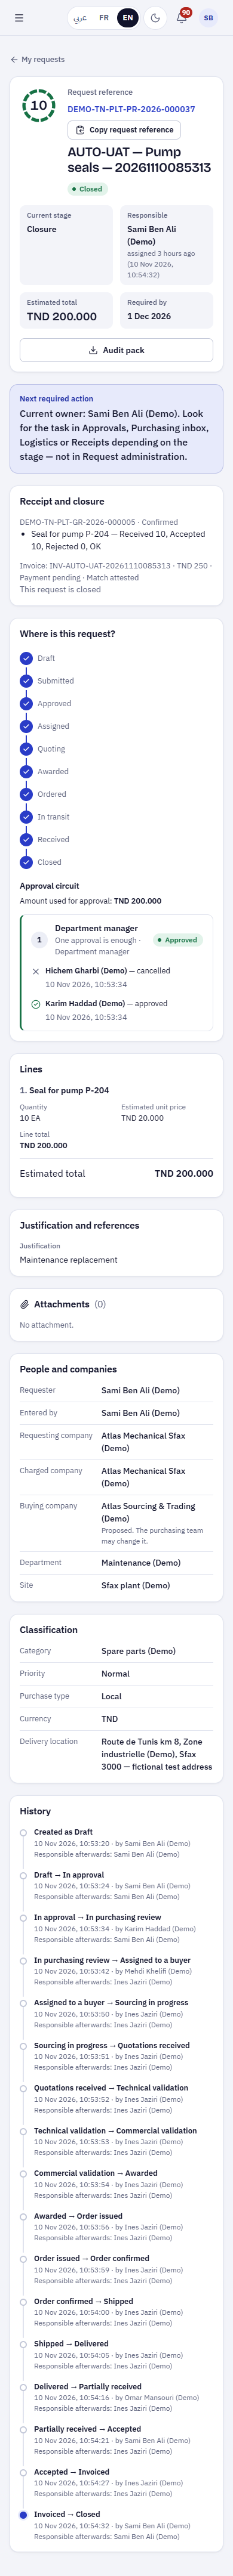 عربي FR EN 90 SB
My requests
10
Request reference
DEMO-TN-PLT-PR-2026-000037
Copy request reference
AUTO-UAT — Pump
seals — 20261110085313
Closed
Current stage
Closure
Responsible
Sami Ben Ali
(Demo)
assigned 3 hours ago
(10 Nov 2026,
10:54:32)
Estimated total
TND 200.000
Required by
1 Dec 2026
Audit pack
Next required action
Current owner: Sami Ben Ali (Demo). Look
for the task in Approvals, Purchasing inbox,
Logistics or Receipts depending on the
stage — not in Request administration.
Receipt and closure
DEMO-TN-PLT-GR-2026-000005 · Confirmed
Seal for pump P-204 — Received 10, Accepted
10, Rejected 0, OK
Invoice: INV-AUTO-UAT-20261110085313 · TND 250 ·
Payment pending · Match attested
This request is closed
Where is this request?
Draft
Submitted
Approved
Assigned
Quoting
Awarded
Ordered
In transit
Received
Closed
Approval circuit
Amount used for approval: TND 200.000
1
Department manager
One approval is enough ·
Department manager
Approved
Hichem Gharbi (Demo) — cancelled
10 Nov 2026, 10:53:34
Karim Haddad (Demo) — approved
10 Nov 2026, 10:53:34
Lines
1. Seal for pump P-204
Quantity
10 EA
Estimated unit price
TND 20.000
Line total
TND 200.000
Estimated total TND 200.000
Justification and references
Justification
Maintenance replacement
Attachments (0)
No attachment.
People and companies
Requester Sami Ben Ali (Demo)
Entered by Sami Ben Ali (Demo)
Requesting company Atlas Mechanical Sfax
(Demo)
Charged company Atlas Mechanical Sfax
(Demo)
Buying company Atlas Sourcing & Trading
(Demo)
Proposed. The purchasing team
may change it.
Department Maintenance (Demo)
Site Sfax plant (Demo)
Classification
Category Spare parts (Demo)
Priority Normal
Purchase type Local
Currency TND
Delivery location Route de Tunis km 8, Zone
industrielle (Demo), Sfax
3000 — fictional test address
History
Created as Draft
10 Nov 2026, 10:53:20 · by Sami Ben Ali (Demo)
Responsible afterwards: Sami Ben Ali (Demo)
Draft → In approval
10 Nov 2026, 10:53:24 · by Sami Ben Ali (Demo)
Responsible afterwards: Sami Ben Ali (Demo)
In approval → In purchasing review
10 Nov 2026, 10:53:34 · by Karim Haddad (Demo)
Responsible afterwards: Sami Ben Ali (Demo)
In purchasing review → Assigned to a buyer
10 Nov 2026, 10:53:42 · by Mehdi Khelifi (Demo)
Responsible afterwards: Ines Jaziri (Demo)
Assigned to a buyer → Sourcing in progress
10 Nov 2026, 10:53:50 · by Ines Jaziri (Demo)
Responsible afterwards: Ines Jaziri (Demo)
Sourcing in progress → Quotations received
10 Nov 2026, 10:53:51 · by Ines Jaziri (Demo)
Responsible afterwards: Ines Jaziri (Demo)
Quotations received → Technical validation
10 Nov 2026, 10:53:52 · by Ines Jaziri (Demo)
Responsible afterwards: Ines Jaziri (Demo)
Technical validation → Commercial validation
10 Nov 2026, 10:53:53 · by Ines Jaziri (Demo)
Responsible afterwards: Ines Jaziri (Demo)
Commercial validation → Awarded
10 Nov 2026, 10:53:54 · by Ines Jaziri (Demo)
Responsible afterwards: Ines Jaziri (Demo)
Awarded → Order issued
10 Nov 2026, 10:53:56 · by Ines Jaziri (Demo)
Responsible afterwards: Ines Jaziri (Demo)
Order issued → Order confirmed
10 Nov 2026, 10:53:59 · by Ines Jaziri (Demo)
Responsible afterwards: Ines Jaziri (Demo)
Order confirmed → Shipped
10 Nov 2026, 10:54:00 · by Ines Jaziri (Demo)
Responsible afterwards: Ines Jaziri (Demo)
Shipped → Delivered
10 Nov 2026, 10:54:05 · by Ines Jaziri (Demo)
Responsible afterwards: Ines Jaziri (Demo)
Delivered → Partially received
10 Nov 2026, 10:54:16 · by Omar Mansouri (Demo)
Responsible afterwards: Ines Jaziri (Demo)
Partially received → Accepted
10 Nov 2026, 10:54:21 · by Sami Ben Ali (Demo)
Responsible afterwards: Ines Jaziri (Demo)
Accepted → Invoiced
10 Nov 2026, 10:54:27 · by Ines Jaziri (Demo)
Responsible afterwards: Ines Jaziri (Demo)
Invoiced → Closed
10 Nov 2026, 10:54:32 · by Sami Ben Ali (Demo)
Responsible afterwards: Sami Ben Ali (Demo)